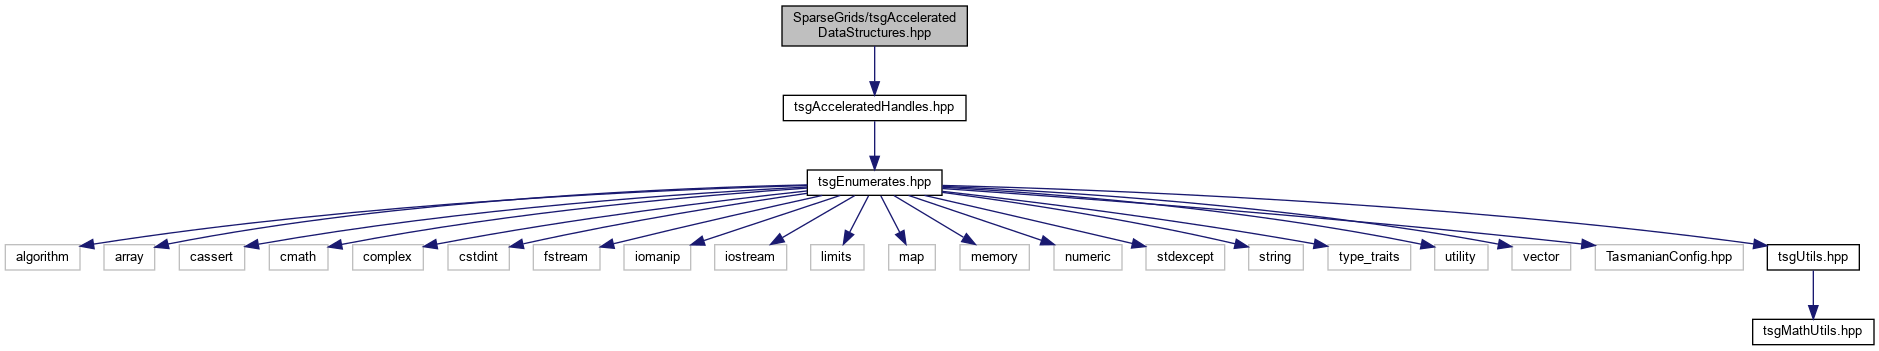 SparseGrids/tsgAccelerated
DataStructures.hpp
tsgAcceleratedHandles.hpp
tsgEnumerates.hpp
algorithm
array
cassert
cmath
complex
cstdint
fstream
iomanip
iostream
limits
map
memory
numeric
stdexcept
string
type_traits
utility
vector
TasmanianConfig.hpp
tsgUtils.hpp
tsgMathUtils.hpp